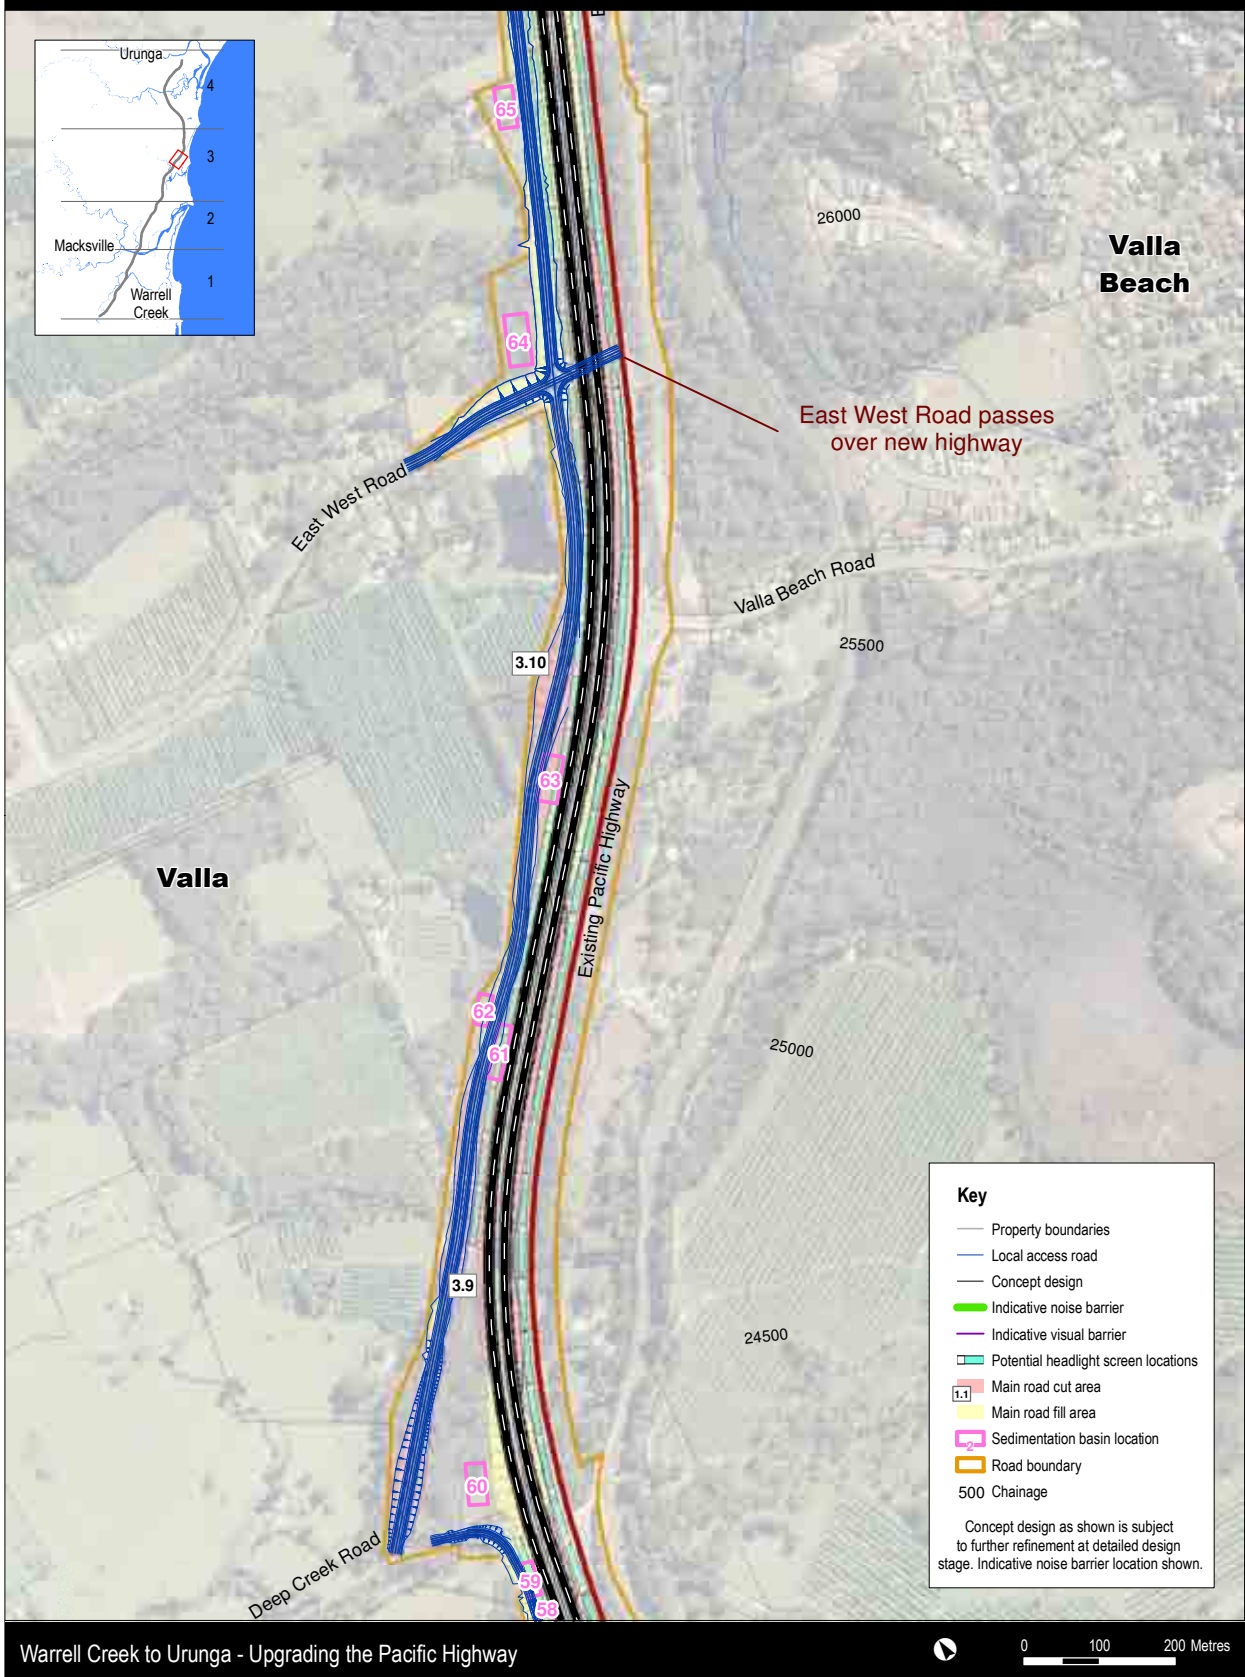 Urunga
4
3
2
Macksville
1
Warrell
Creek
65
26000
Valla
Beach
64
East West Road passes
over new highway
East West Road
Valla Beach Road
25500
3.10
63
Existing Pacific Highway
Valla
62
61
25000
3.9
24500
60
Deep Creek Road
59
58
Key
Property boundaries
Local access road
Concept design
Indicative noise barrier
Indicative visual barrier
Potential headlight screen locations
1.1 Main road cut area
Main road fill area
2 Sedimentation basin location
Road boundary
500 Chainage
Concept design as shown is subject
to further refinement at detailed design
stage. Indicative noise barrier location shown.
Warrell Creek to Urunga - Upgrading the Pacific Highway
0 100 200 Metres